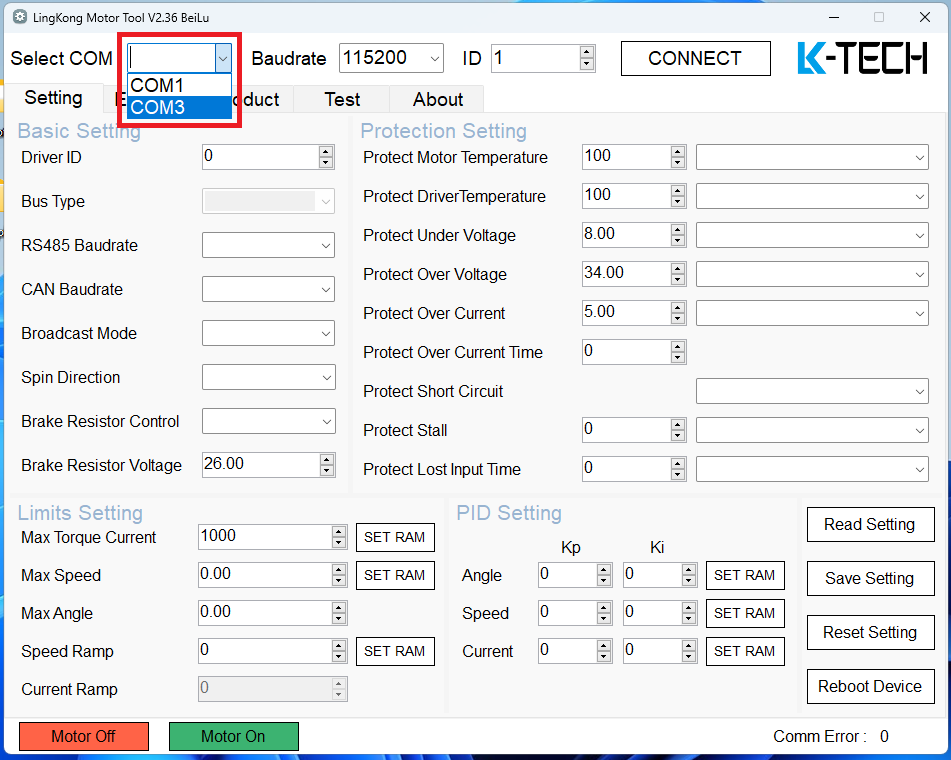 LingKong Motor Tool V2.36 BeiLu
Select COM Baudrate 115200 ID 1 CONNECT K-TECH
COM1
COM3
Setting duct Test About
Basic Setting
Driver ID 0
Bus Type
RS485 Baudrate
CAN Baudrate
Broadcast Mode
Spin Direction
Brake Resistor Control
Brake Resistor Voltage 26.00
Protection Setting
Protect Motor Temperature 100
Protect DriverTemperature 100
Protect Under Voltage 8.00
Protect Over Voltage 34.00
Protect Over Current 5.00
Protect Over Current Time 0
Protect Short Circuit
Protect Stall 0
Protect Lost Input Time 0
Limits Setting
Max Torque Current 1000 SET RAM
Max Speed 0.00 SET RAM
Max Angle 0.00
Speed Ramp 0 SET RAM
Current Ramp 0
PID Setting
Kp Ki
Angle 0 0 SET RAM
Speed 0 0 SET RAM
Current 0 0 SET RAM
Read Setting
Save Setting
Reset Setting
Reboot Device
Motor Off Motor On Comm Error : 0